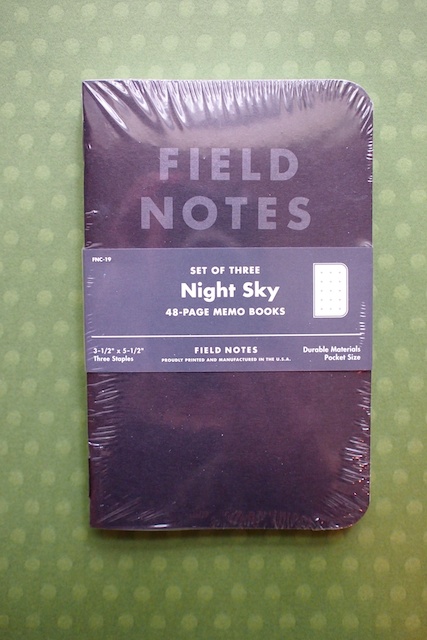 FIELD
NOTES
FNC-19
SET OF THREE
Night Sky
48-PAGE MEMO BOOKS
3-1/2" x 5-1/2"
Three Staples
FIELD NOTES
PROUDLY PRINTED AND MANUFACTURED IN THE U.S.A.
Durable Materials
Pocket Size